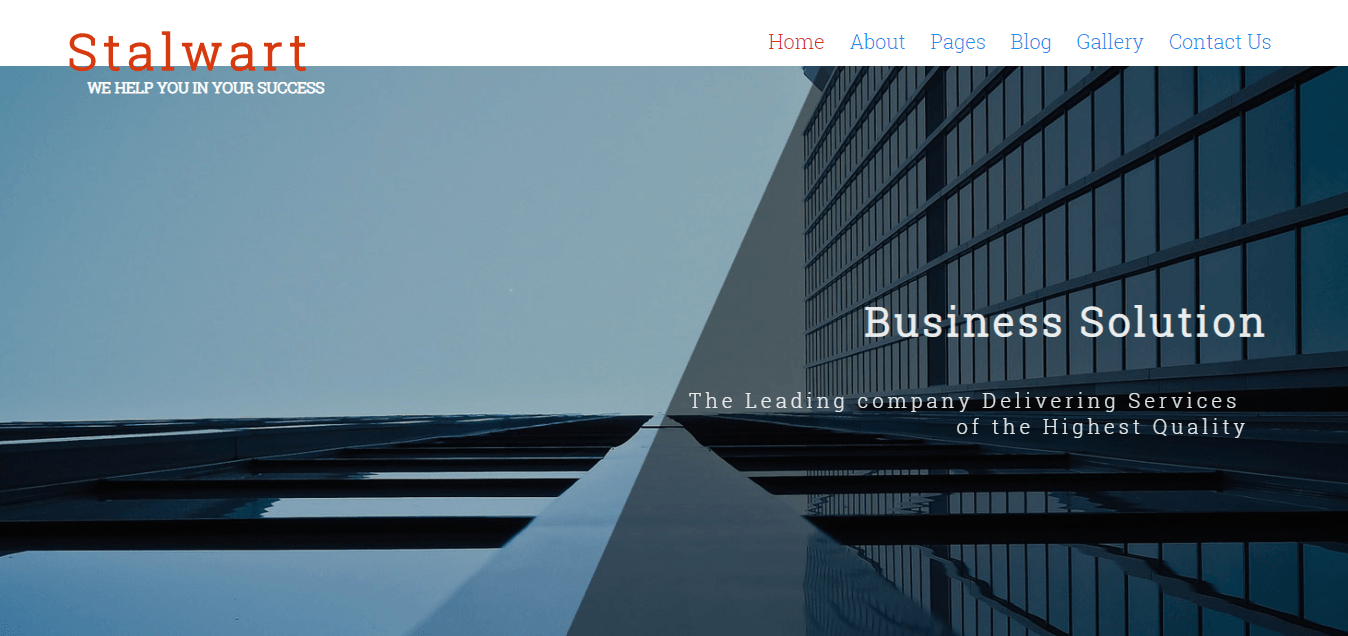 Stalwart
WE HELP YOU IN YOUR SUCCESS
Home About Pages Blog Gallery Contact Us
Business Solution
The Leading company Delivering Services
of the Highest Quality